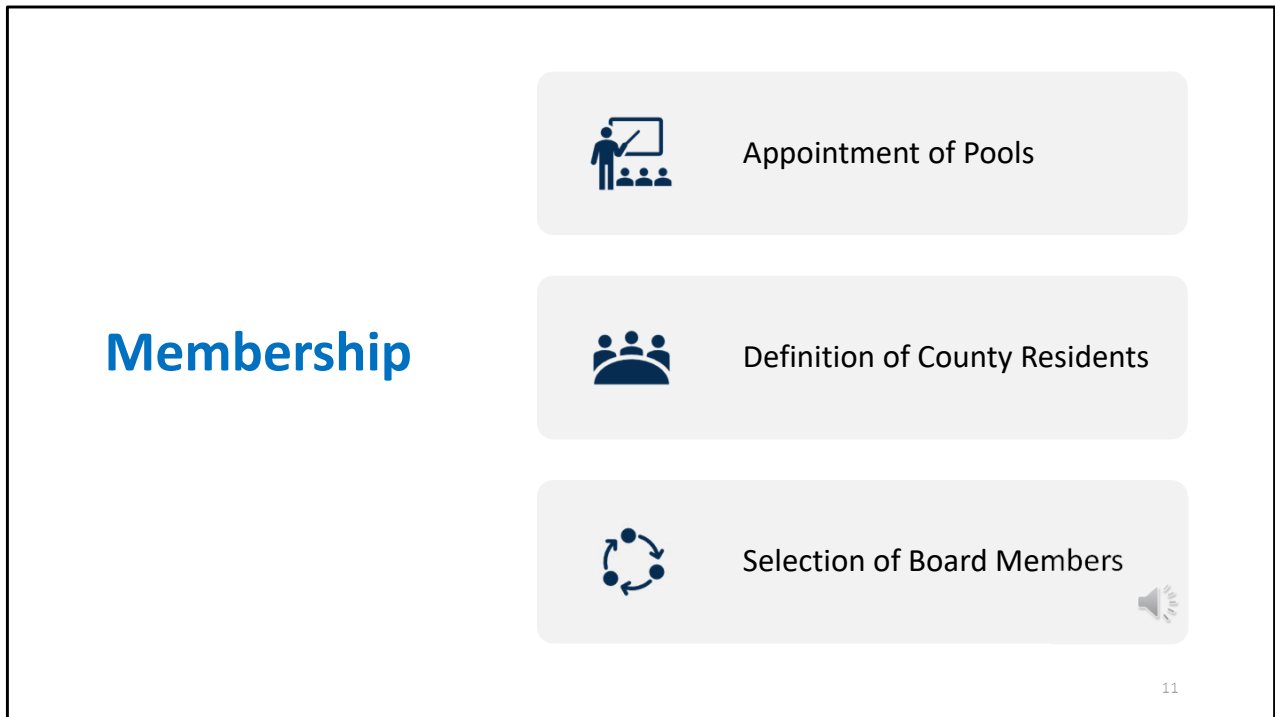 Membership
Appointment of Pools
Definition of County Residents
Selection of Board Members
11